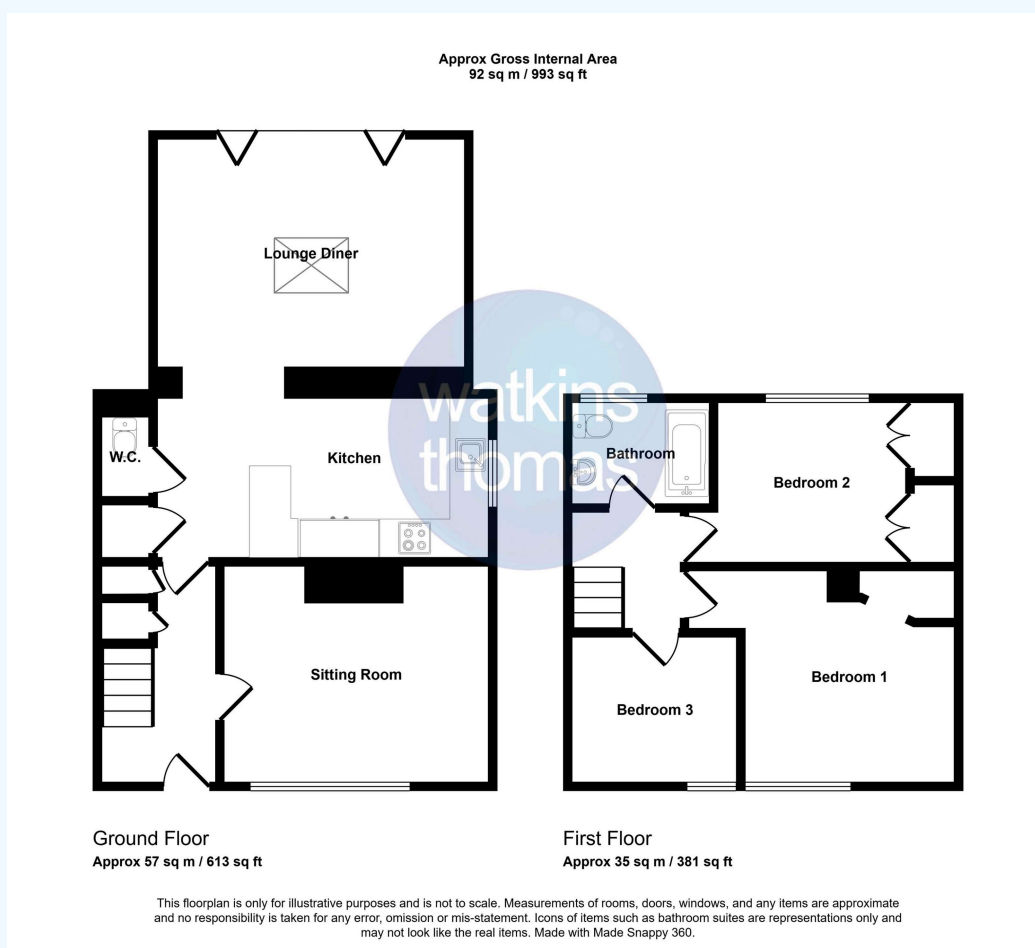 Approx Gross Internal Area
92 sq m / 993 sq ft
Lounge Diner
watkins
thomas
W.C.
Kitchen
Sitting Room
Bathroom
Bedroom 2
Bedroom 1
Bedroom 3
Ground Floor
Approx 57 sq m / 613 sq ft
First Floor
Approx 35 sq m / 381 sq ft
This floorplan is only for illustrative purposes and is not to scale. Measurements of rooms, doors, windows, and any items are approximate
and no responsibility is taken for any error, omission or mis-statement. Icons of items such as bathroom suites are representations only and
may not look like the real items. Made with Made Snappy 360.